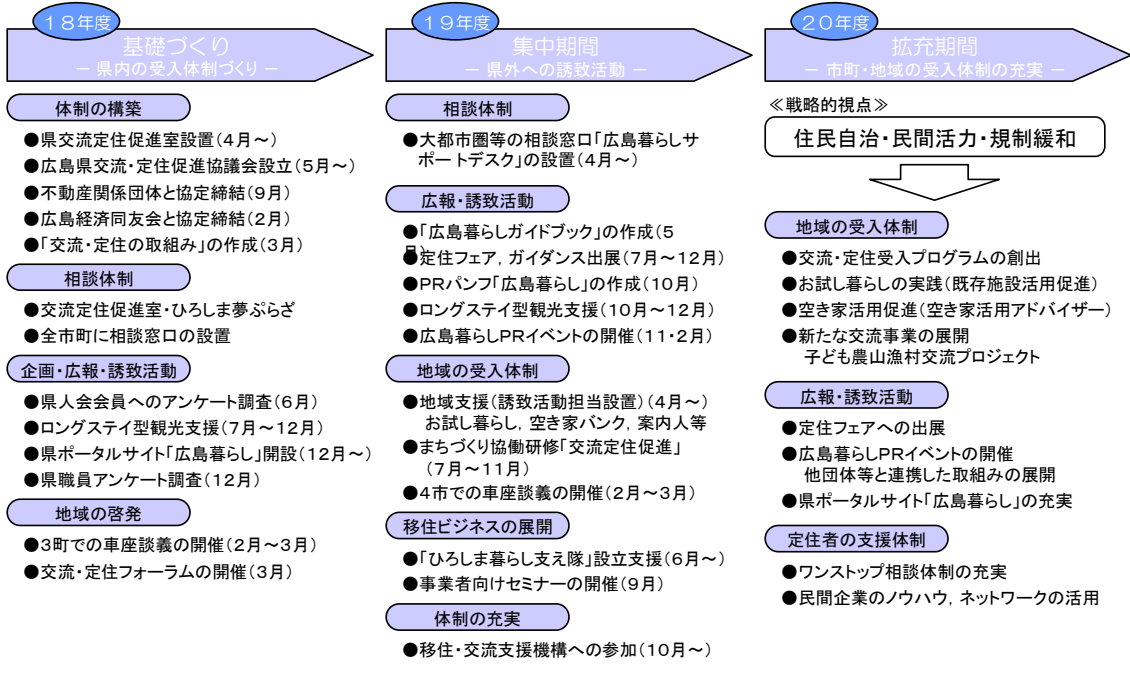 18年度
基礎づくり
― 県内の受入体制づくり ―
体制の構築
●県交流定住促進室設置(4月～)
●広島県交流・定住促進協議会設立(5月～)
●不動産関係団体と協定締結(9月)
●広島経済同友会と協定締結(2月)
●「交流・定住の取組み」の作成(3月)
相談体制
●交流定住促進室・ひろしま夢ぷらざ
●全市町に相談窓口の設置
企画・広報・誘致活動
●県人会会員へのアンケート調査(6月)
●ロングステイ型観光支援(7月～12月)
●県ポータルサイト「広島暮らし」開設(12月～)
●県職員アンケート調査(12月)
地域の啓発
●3町での車座談義の開催(2月～3月)
●交流・定住フォーラムの開催(3月)
19年度
集中期間
― 県外への誘致活動 ―
相談体制
●大都市圏等の相談窓口「広島暮らしサ
ポートデスク」の設置(4月～)
広報・誘致活動
●「広島暮らしガイドブック」の作成(5
月)
●定住フェア，ガイダンス出展(7月～12月)
●PRパンフ「広島暮らし」の作成(10月)
●ロングステイ型観光支援(10月～12月)
●広島暮らしPRイベントの開催(11・2月)
地域の受入体制
●地域支援(誘致活動担当設置)(4月～)
お試し暮らし，空き家バンク，案内人等
●まちづくり協働研修「交流定住促進」
(7月～11月)
●4市での車座談義の開催(2月～3月)
移住ビジネスの展開
●「ひろしま暮らし支え隊」設立支援(6月～)
●事業者向けセミナーの開催(9月)
体制の充実
●移住・交流支援機構への参加(10月～)
20年度
拡充期間
― 市町・地域の受入体制の充実 ―
≪戦略的視点≫
住民自治・民間活力・規制緩和
地域の受入体制
●交流・定住受入プログラムの創出
●お試し暮らしの実践(既存施設活用促進)
●空き家活用促進(空き家活用アドバイザー)
●新たな交流事業の展開
子ども農山漁村交流プロジェクト
広報・誘致活動
●定住フェアへの出展
●広島暮らしPRイベントの開催
他団体等と連携した取組みの展開
●県ポータルサイト「広島暮らし」の充実
定住者の支援体制
●ワンストップ相談体制の充実
●民間企業のノウハウ，ネットワークの活用